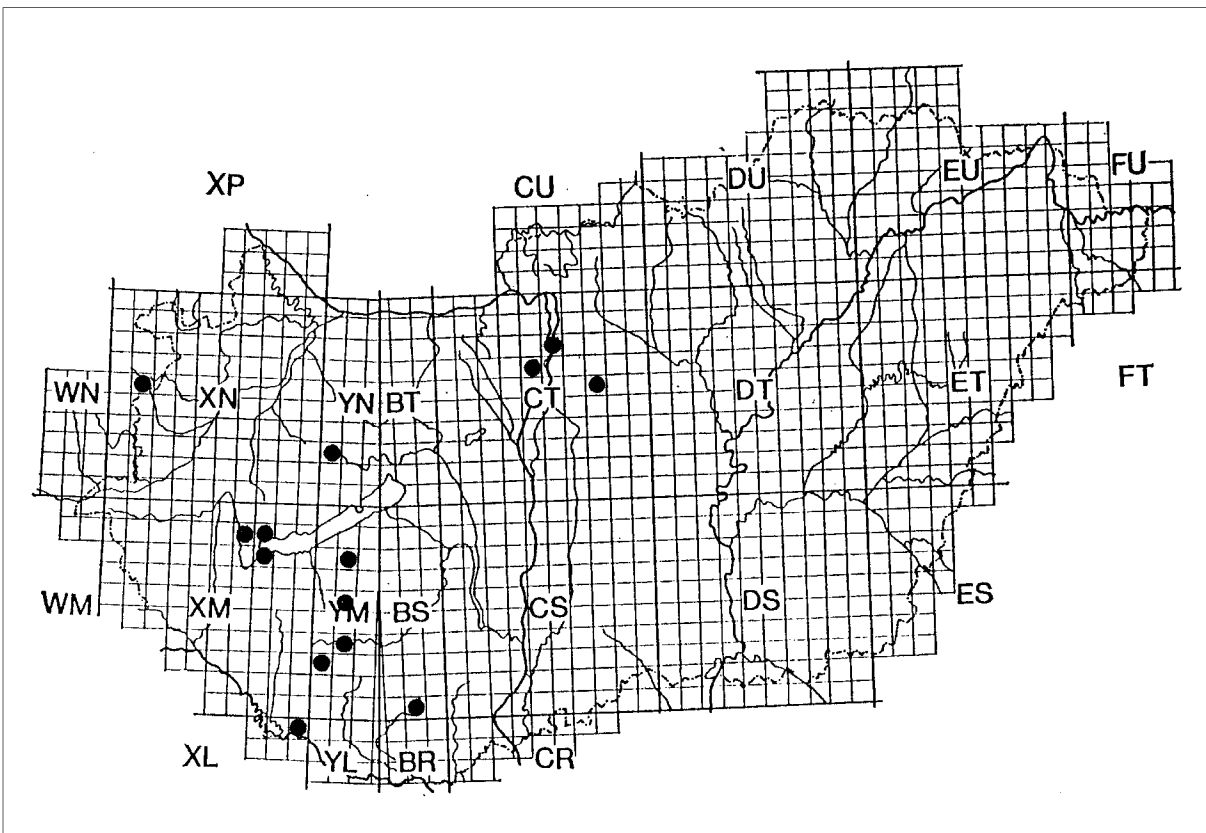 XP CU DU EU FU
WN XN YN BT CT DT ET FT
WM XM YM BS CS DS ES
XL YL BR CR